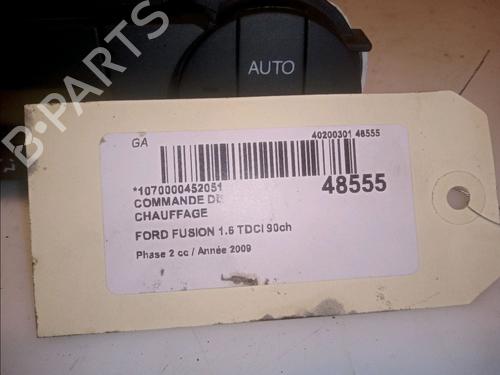 B-PARTS
AUTO
GA
40200301 48555
*1070000452051
48555
COMMANDE DE
CHAUFFAGE
FORD FUSION 1.6 TDCI 90ch
Phase 2 cc / Année 2009